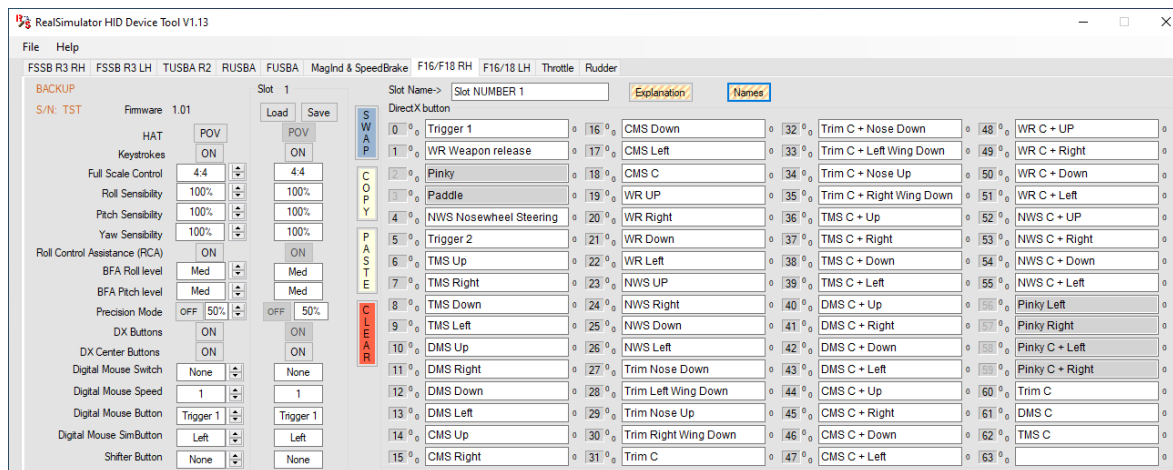 RealSimulator HID Device Tool V1.13
File Help
FSSB R3 RH FSSB R3 LH TUSBA R2 RUSBA FUSBA MagInd & SpeedBrake F16/F18 RH F16/18 LH Throttle Rudder
BACKUP Slot 1 Slot Name-> Slot NUMBER 1 Explanation Names
S/N: TST Firmware 1.01 Load Save SWAP DirectX button
HAT POV POV 0 Trigger 1 16 CMS Down 32 Trim C + Nose Down 48 WR C + UP
Keystrokes ON ON 1 WR Weapon release 17 CMS Left 33 Trim C + Left Wing Down 49 WR C + Right
Full Scale Control 4:4 4:4 COPY 2 Pinky 18 CMS C 34 Trim C + Nose Up 50 WR C + Down
Roll Sensibility 100% 100% 3 Paddle 19 WR UP 35 Trim C + Right Wing Down 51 WR C + Left
Pitch Sensibility 100% 100% 4 NWS Nosewheel Steering 20 WR Right 36 TMS C + Up 52 NWS C + UP
Yaw Sensibility 100% 100% PASTE 5 Trigger 2 21 WR Down 37 TMS C + Right 53 NWS C + Right
Roll Control Assistance (RCA) ON ON 6 TMS Up 22 WR Left 38 TMS C + Down 54 NWS C + Down
BFA Roll level Med Med 7 TMS Right 23 NWS UP 39 TMS C + Left 55 NWS C + Left
BFA Pitch level Med Med 8 TMS Down 24 NWS Right 40 DMS C + Up 56 Pinky Left
Precision Mode OFF 50% OFF 50% CLEAR 9 TMS Left 25 NWS Down 41 DMS C + Right 57 Pinky Right
DX Buttons ON ON 10 DMS Up 26 NWS Left 42 DMS C + Down 58 Pinky C + Left
DX Center Buttons ON ON 11 DMS Right 27 Trim Nose Down 43 DMS C + Left 59 Pinky C + Right
Digital Mouse Switch None None 12 DMS Down 28 Trim Left Wing Down 44 CMS C + Up 60 Trim C
Digital Mouse Speed 1 1 13 DMS Left 29 Trim Nose Up 45 CMS C + Right 61 DMS C
Digital Mouse Button Trigger 1 Trigger 1 14 CMS Up 30 Trim Right Wing Down 46 CMS C + Down 62 TMS C
Digital Mouse SimButton Left Left 15 CMS Right 31 Trim C 47 CMS C + Left 63
Shifter Button None None